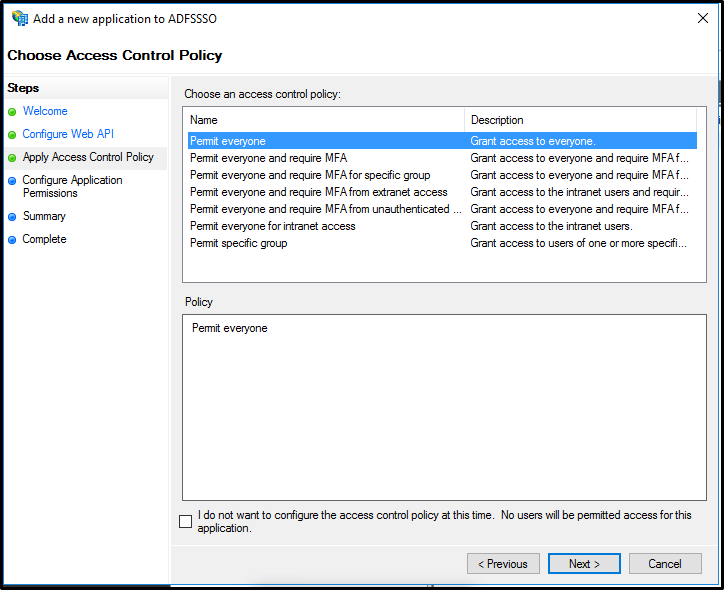 Add a new application to ADFSSSO
Choose Access Control Policy
Steps
Welcome
Configure Web API
Apply Access Control Policy
Configure Application
Permissions
Summary
Complete
Choose an access control policy:
Name Description
Permit everyone Grant access to everyone.
Permit everyone and require MFA Grant access to everyone and require MFA f...
Permit everyone and require MFA for specific group Grant access to everyone and require MFA f...
Permit everyone and require MFA from extranet access Grant access to the intranet users and requir...
Permit everyone and require MFA from unauthenticated ... Grant access to everyone and require MFA f...
Permit everyone for intranet access Grant access to the intranet users.
Permit specific group Grant access to users of one or more specifi...
Policy
Permit everyone
I do not want to configure the access control policy at this time. No users will be permitted access for this
application.
< Previous Next > Cancel